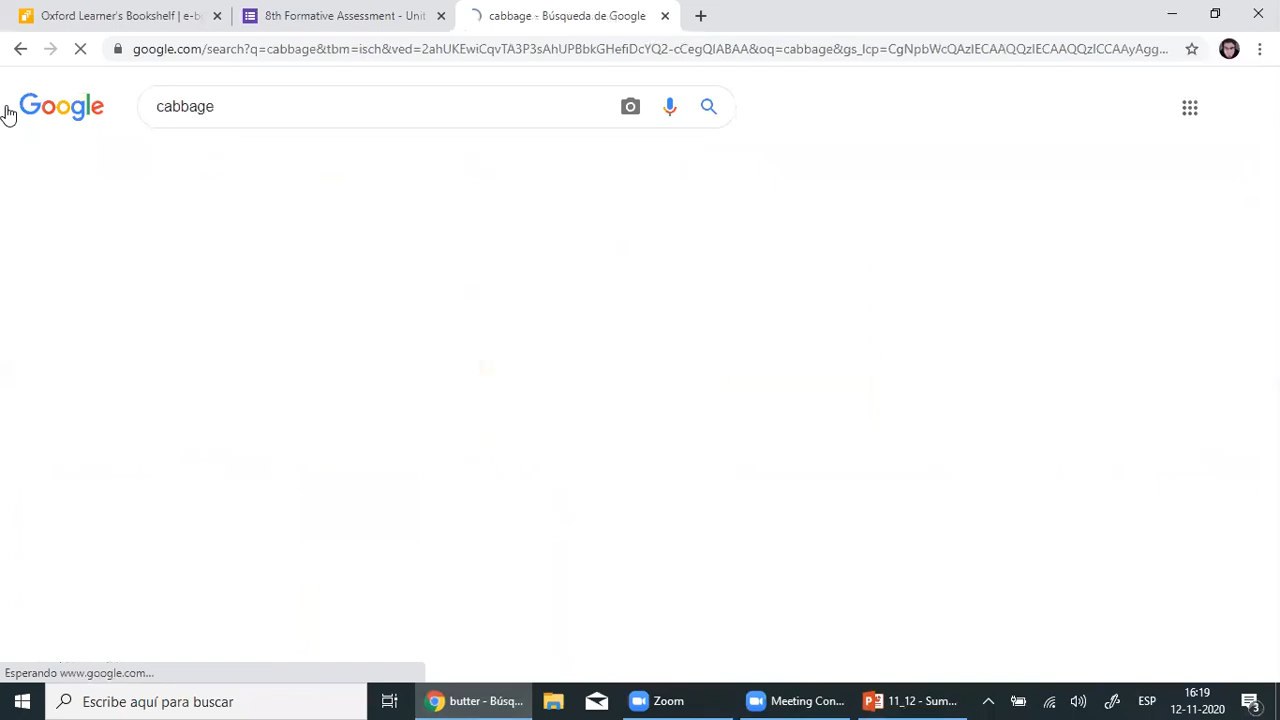 Oxford Learner's Bookshelf | e-b
8th Formative Assessment - Unit
cabbage - Búsqueda de Google
google.com/search?q=cabbage&tbm=isch&ved=2ahUKEwiCqvTA3P3sAhUPBbkGHefiDcYQ2-cCegQIABAA&oq=cabbage&gs_lcp=CgNpbWcQAzIECAAQQzIECAAQQzICCAAyAgg...
Google
cabbage
Esperando www.google.com...
Escribe aquí para buscar
butter - Búsq...
Zoom
Meeting Con...
11_12 - Sum...
ESP
16:19
12-11-2020
3